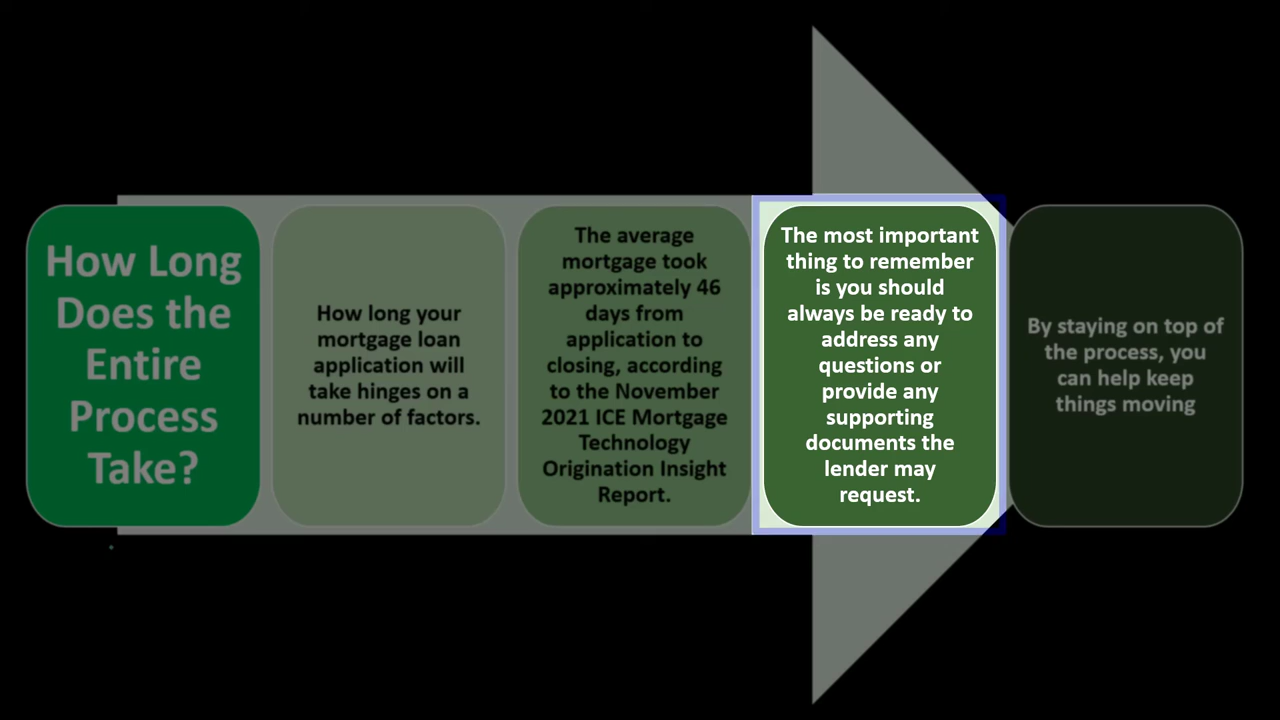 How Long
Does the
Entire
Process
Take?
How long your
mortgage loan
application will
take hinges on a
number of factors.
The average
mortgage took
approximately 46
days from
application to
closing, according
to the November
2021 ICE Mortgage
Technology
Origination Insight
Report.
The most important
thing to remember
is you should
always be ready to
address any
questions or
provide any
supporting
documents the
lender may
request.
By staying on top of
the process, you
can help keep
things moving